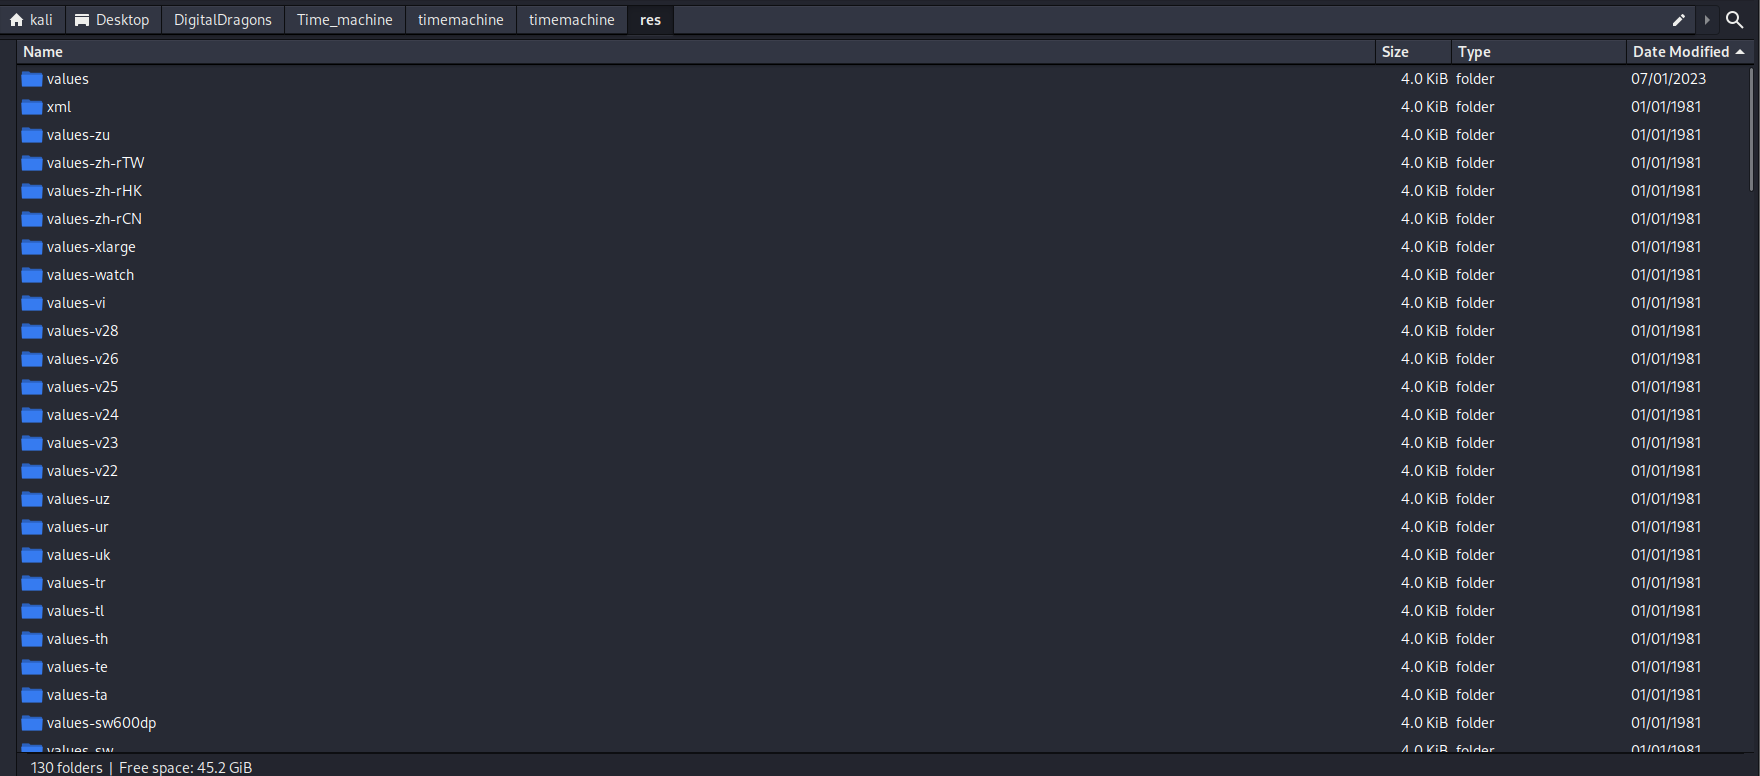 kali Desktop DigitalDragons Time_machine timemachine timemachine res
Name Size Type Date Modified
values 4.0 KiB folder 07/01/2023
xml 4.0 KiB folder 01/01/1981
values-zu 4.0 KiB folder 01/01/1981
values-zh-rTW 4.0 KiB folder 01/01/1981
values-zh-rHK 4.0 KiB folder 01/01/1981
values-zh-rCN 4.0 KiB folder 01/01/1981
values-xlarge 4.0 KiB folder 01/01/1981
values-watch 4.0 KiB folder 01/01/1981
values-vi 4.0 KiB folder 01/01/1981
values-v28 4.0 KiB folder 01/01/1981
values-v26 4.0 KiB folder 01/01/1981
values-v25 4.0 KiB folder 01/01/1981
values-v24 4.0 KiB folder 01/01/1981
values-v23 4.0 KiB folder 01/01/1981
values-v22 4.0 KiB folder 01/01/1981
values-uz 4.0 KiB folder 01/01/1981
values-ur 4.0 KiB folder 01/01/1981
values-uk 4.0 KiB folder 01/01/1981
values-tr 4.0 KiB folder 01/01/1981
values-tl 4.0 KiB folder 01/01/1981
values-th 4.0 KiB folder 01/01/1981
values-te 4.0 KiB folder 01/01/1981
values-ta 4.0 KiB folder 01/01/1981
values-sw600dp 4.0 KiB folder 01/01/1981
values-sw 4.0 KiB folder 01/01/1981
130 folders | Free space: 45.2 GiB